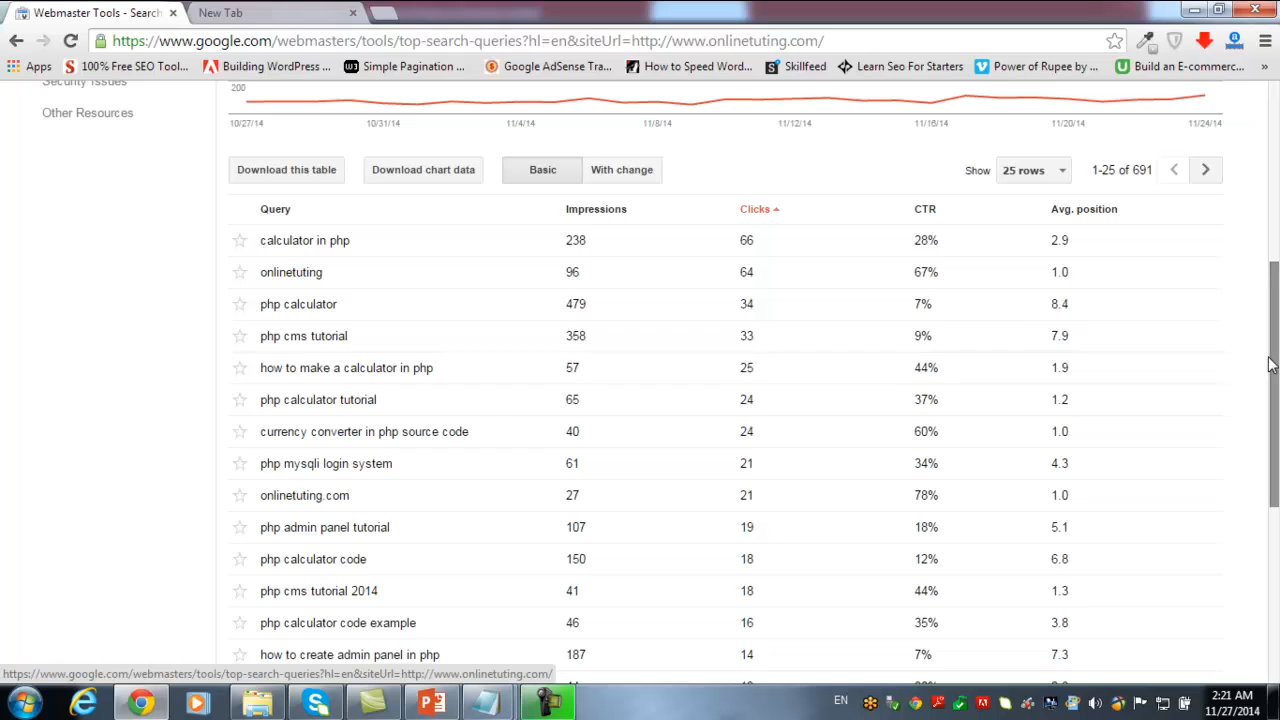 Webmaster Tools - Search
New Tab
https://www.google.com/webmasters/tools/top-search-queries?hl=en&siteUrl=http://www.onlinetuting.com/
Apps 100% Free SEO Tool... Building WordPress ... Simple Pagination ... Google AdSense Tra... How to Speed Word... Skillfeed Learn Seo For Starters Power of Rupee by ... Build an E-commerc... »
Security Issues
Other Resources
200
10/27/14 10/31/14 11/4/14 11/8/14 11/12/14 11/16/14 11/20/14 11/24/14
Download this table Download chart data Basic With change Show 25 rows 1-25 of 691
Query Impressions Clicks CTR Avg. position
calculator in php 238 66 28% 2.9
onlinetuting 96 64 67% 1.0
php calculator 479 34 7% 8.4
php cms tutorial 358 33 9% 7.9
how to make a calculator in php 57 25 44% 1.9
php calculator tutorial 65 24 37% 1.2
currency converter in php source code 40 24 60% 1.0
php mysqli login system 61 21 34% 4.3
onlinetuting.com 27 21 78% 1.0
php admin panel tutorial 107 19 18% 5.1
php calculator code 150 18 12% 6.8
php cms tutorial 2014 41 18 44% 1.3
php calculator code example 46 16 35% 3.8
how to create admin panel in php 187 14 7% 7.3
https://www.google.com/webmasters/tools/top-search-queries?hl=en&siteUrl=http://www.onlinetuting.com/
EN
2:21 AM
11/27/2014